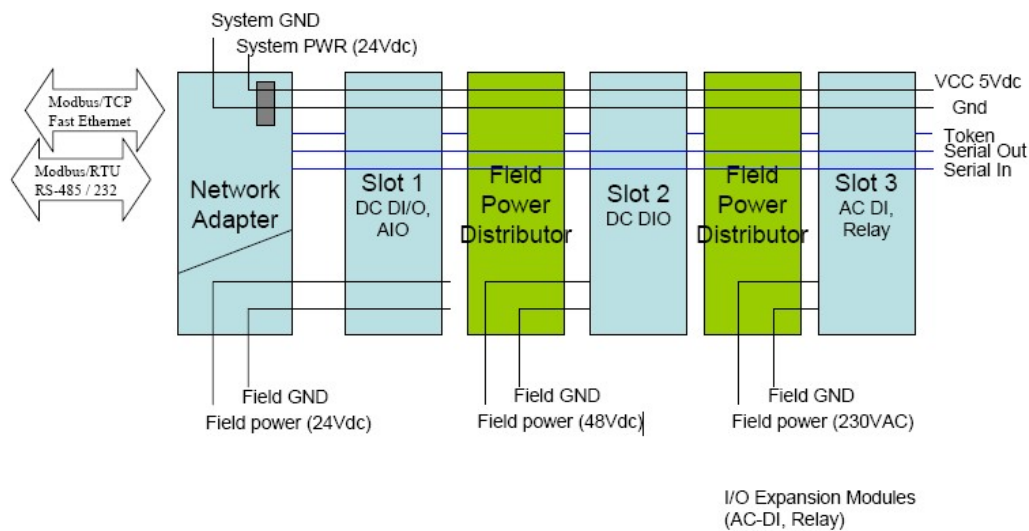 System GND
System PWR (24Vdc)
VCC 5Vdc
Gnd
Token
Serial Out
Serial In
Modbus/TCP
Fast Ethernet
Modbus/RTU
RS-485 / 232
Network
Adapter
Slot 1
DC DI/O,
AIO
Field
Power
Distributor
Slot 2
DC DIO
Field
Power
Distributor
Slot 3
AC DI,
Relay
Field GND
Field power (24Vdc)
Field GND
Field power (48Vdc)
Field GND
Field power (230VAC)
I/O Expansion Modules
(AC-DI, Relay)